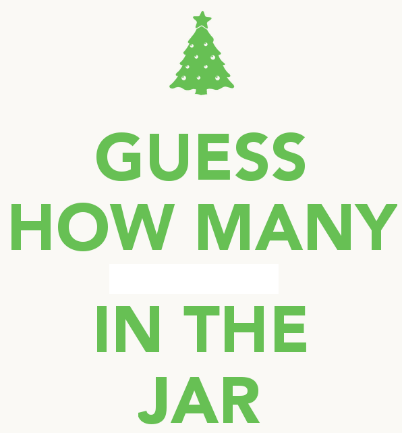 GUESS
HOW MANY
IN THE
JAR